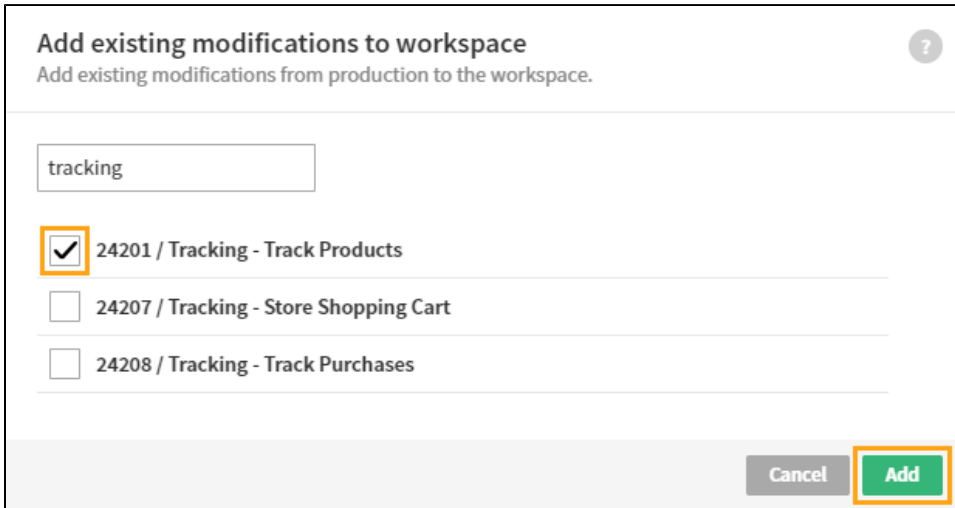 Add existing modifications to workspace
?
Add existing modifications from production to the workspace.
tracking
24201 / Tracking - Track Products
24207 / Tracking - Store Shopping Cart
24208 / Tracking - Track Purchases
Cancel
Add